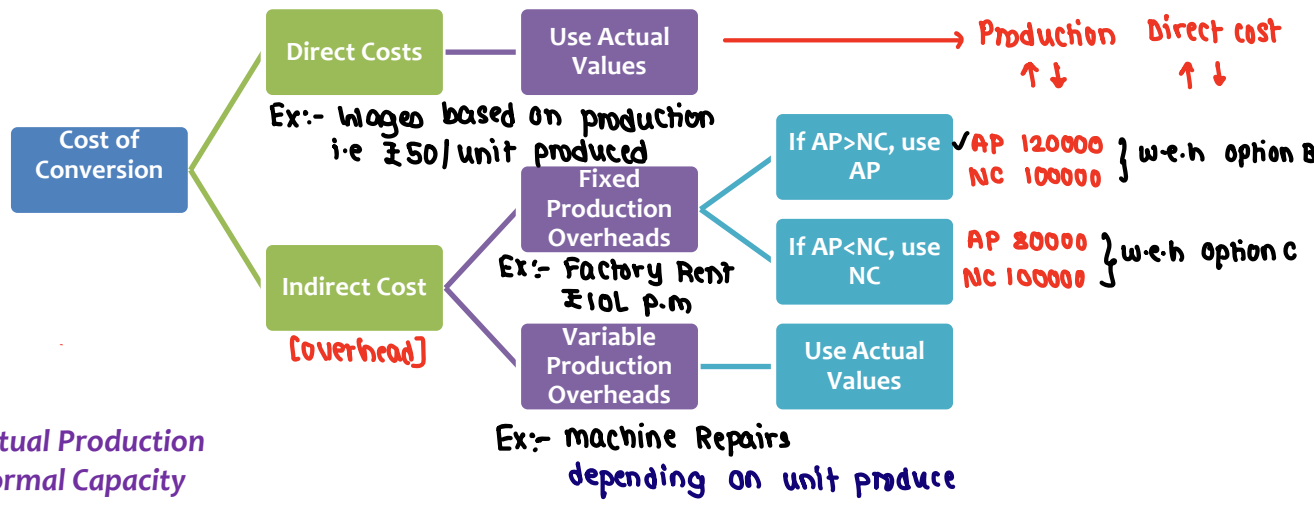 Direct Costs
Use Actual
Values
Production Direct cost
Ex:- Wages based on production
i.e ₹50/unit produced
Cost of
Conversion
If AP>NC, use
AP
AP 120000
NC 100000
w.e.h option B
Fixed
Production
Overheads
If AP<NC, use
NC
AP 80000
NC 100000
w.e.h option C
Ex:- Factory Rent
₹10L p.m
Indirect Cost
[overhead]
Variable
Production
Overheads
Use Actual
Values
Ex:- machine Repairs
depending on unit produce
tual Production
ormal Capacity